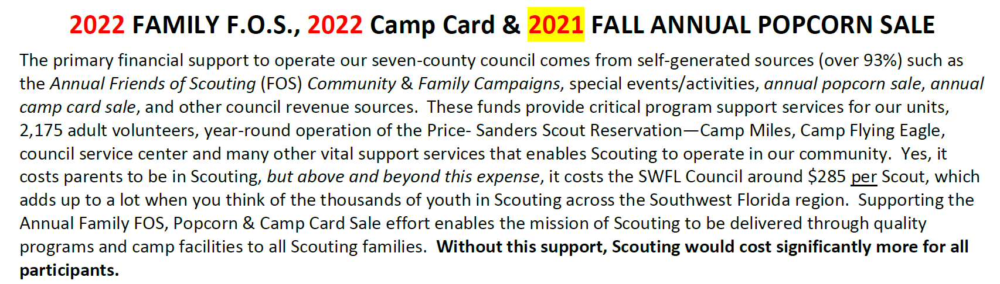 2022 FAMILY F.O.S., 2022 Camp Card & 2021 FALL ANNUAL POPCORN SALE
The primary financial support to operate our seven-county council comes from self-generated sources (over 93%) such as
the Annual Friends of Scouting (FOS) Community & Family Campaigns, special events/activities, annual popcorn sale, annual
camp card sale, and other council revenue sources.  These funds provide critical program support services for our units,
2,175 adult volunteers, year-round operation of the Price- Sanders Scout Reservation—Camp Miles, Camp Flying Eagle,
council service center and many other vital support services that enables Scouting to operate in our community.  Yes, it
costs parents to be in Scouting, but above and beyond this expense, it costs the SWFL Council around $285 per Scout, which
adds up to a lot when you think of the thousands of youth in Scouting across the Southwest Florida region.  Supporting the
Annual Family FOS, Popcorn & Camp Card Sale effort enables the mission of Scouting to be delivered through quality
programs and camp facilities to all Scouting families.  Without this support, Scouting would cost significantly more for all
participants.